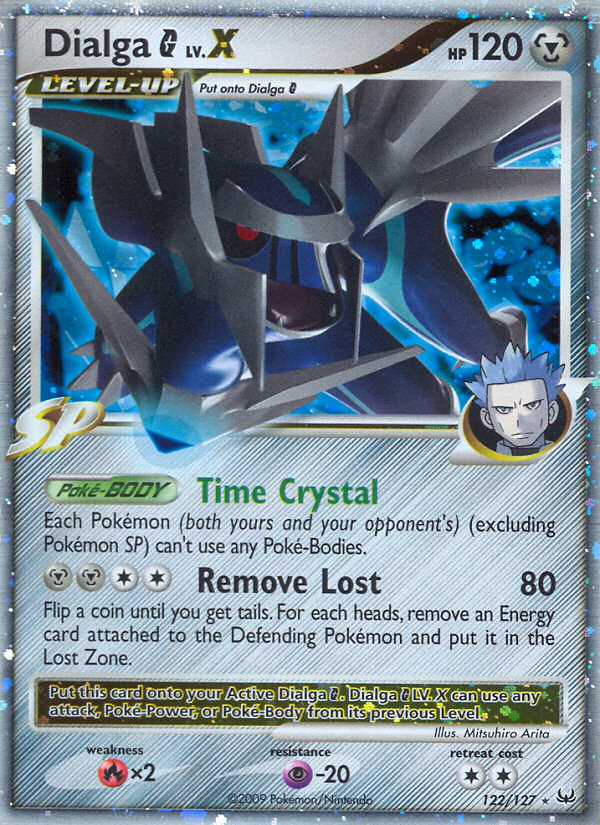 Dialga G LV.X HP120
LEVEL-UP Put onto Dialga G
SP
Poké-BODY Time Crystal
Each Pokémon (both yours and your opponent's) (excluding
Pokémon SP) can't use any Poké-Bodies.
Remove Lost 80
Flip a coin until you get tails. For each heads, remove an Energy
card attached to the Defending Pokémon and put it in the
Lost Zone.
Put this card onto your Active Dialga G. Dialga G LV.X can use any
attack, Poké-Power, or Poké-Body from its previous Level.
Illus. Mitsuhiro Arita
weakness resistance retreat cost
×2 -20
©2009 Pokémon/Nintendo 122/127